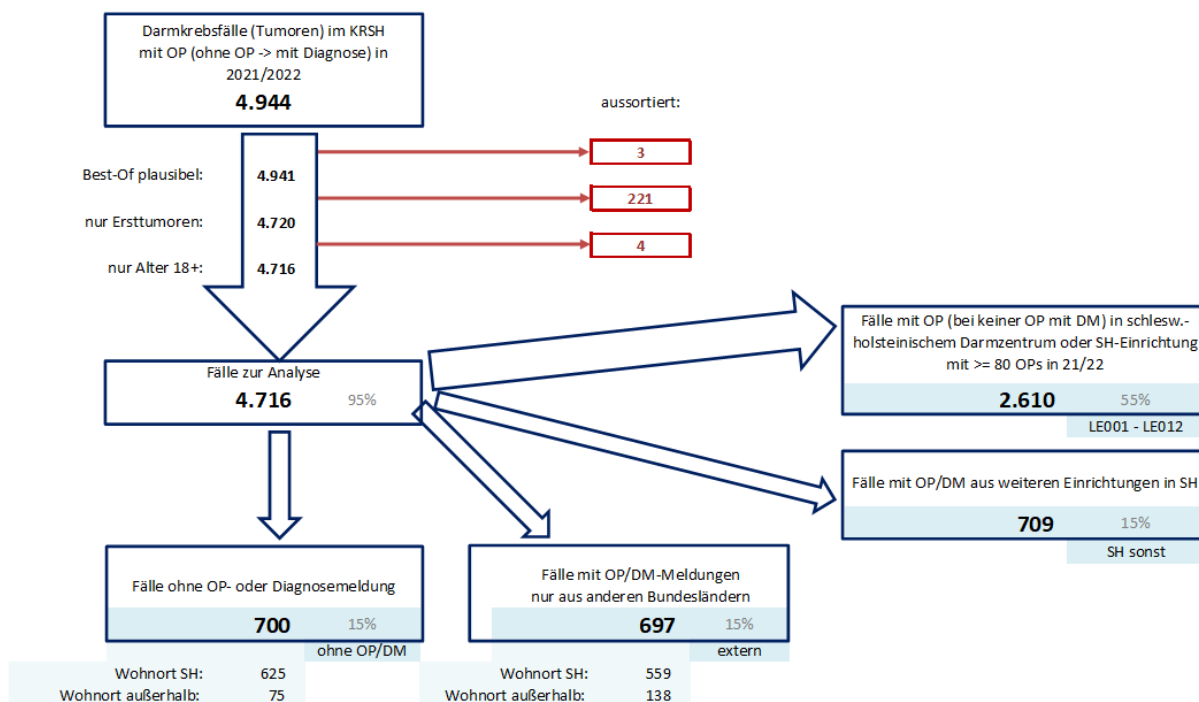 Darmkrebsfälle (Tumoren) im KRSH
mit OP (ohne OP -> mit Diagnose) in
2021/2022
4.944
aussortiert:
3
Best-Of plausibel: 4.941
221
nur Ersttumoren: 4.720
4
nur Alter 18+: 4.716
Fälle zur Analyse
4.716 95%
Fälle mit OP (bei keiner OP mit DM) in schlesw.-
holsteinischem Darmzentrum oder SH-Einrichtung
mit >= 80 OPs in 21/22
2.610 55%
LE001 - LE012
Fälle mit OP/DM aus weiteren Einrichtungen in SH
709 15%
SH sonst
Fälle ohne OP- oder Diagnosemeldung
700 15%
ohne OP/DM
Wohnort SH: 625
Wohnort außerhalb: 75
Fälle mit OP/DM-Meldungen
nur aus anderen Bundesländern
697 15%
extern
Wohnort SH: 559
Wohnort außerhalb: 138